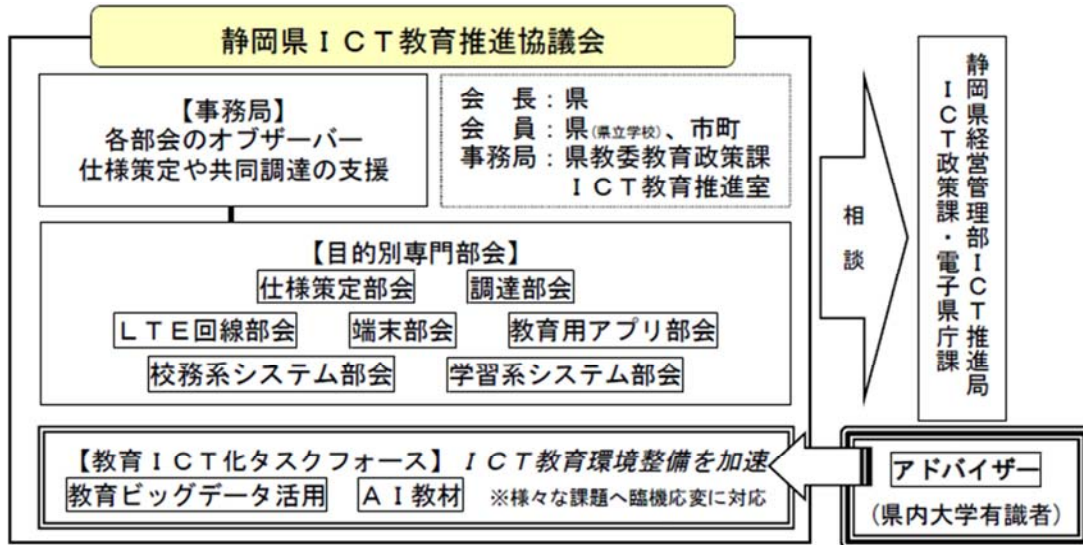 静岡県ＩＣＴ教育推進協議会
【事務局】
各部会のオブザーバー
仕様策定や共同調達の支援
会　長：県
会　員：県(県立学校)、市町
事務局：県教委教育政策課
ＩＣＴ教育推進室
【目的別専門部会】
仕様策定部会　調達部会
ＬＴＥ回線部会　端末部会　教育用アプリ部会
校務系システム部会　学習系システム部会
【教育ＩＣＴ化タスクフォース】ＩＣＴ教育環境整備を加速
教育ビッグデータ活用　ＡＩ教材　※様々な課題へ臨機応変に対応
相談
静岡県経営管理部ＩＣＴ推進局
ＩＣＴ政策課・電子県庁課
アドバイザー
(県内大学有識者)